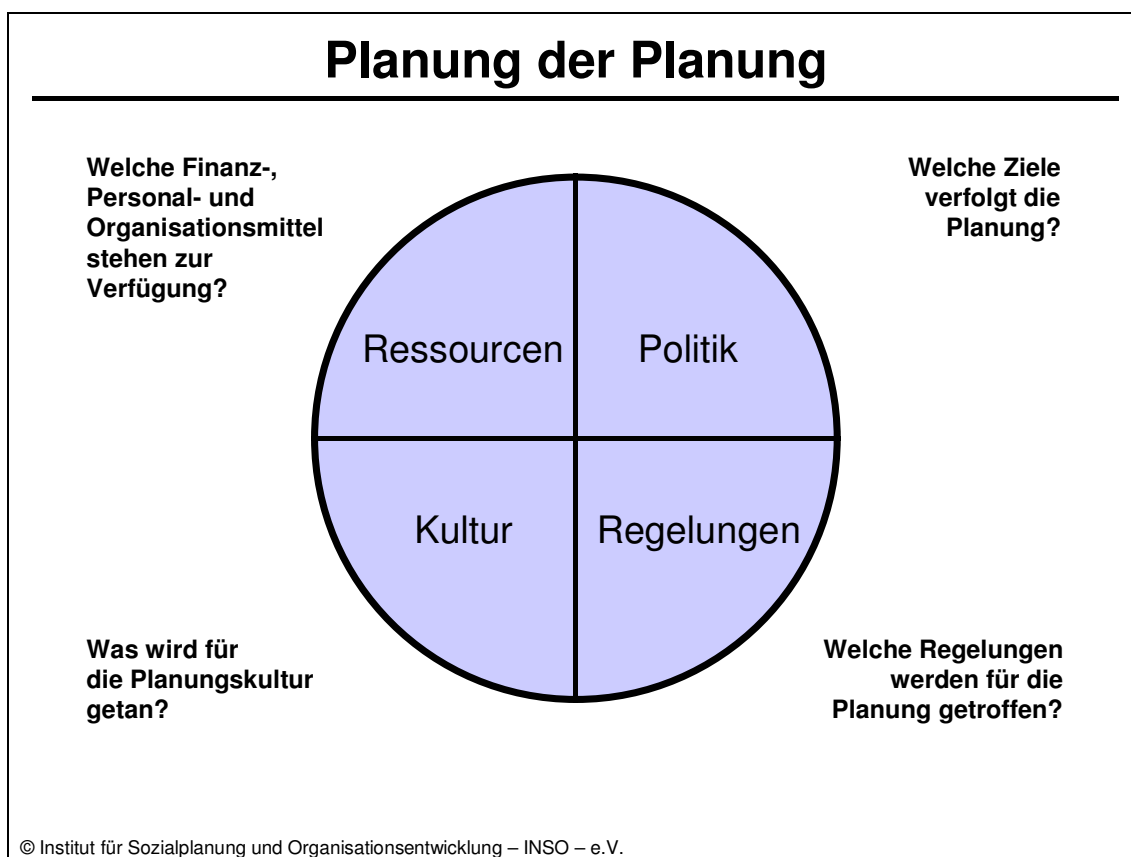 Planung der Planung
Welche Finanz-,
Personal- und
Organisationsmittel
stehen zur
Verfügung?
Welche Ziele
verfolgt die
Planung?
Ressourcen
Politik
Kultur
Regelungen
Was wird für
die Planungskultur
getan?
Welche Regelungen
werden für die
Planung getroffen?
© Institut für Sozialplanung und Organisationsentwicklung – INSO – e.V.